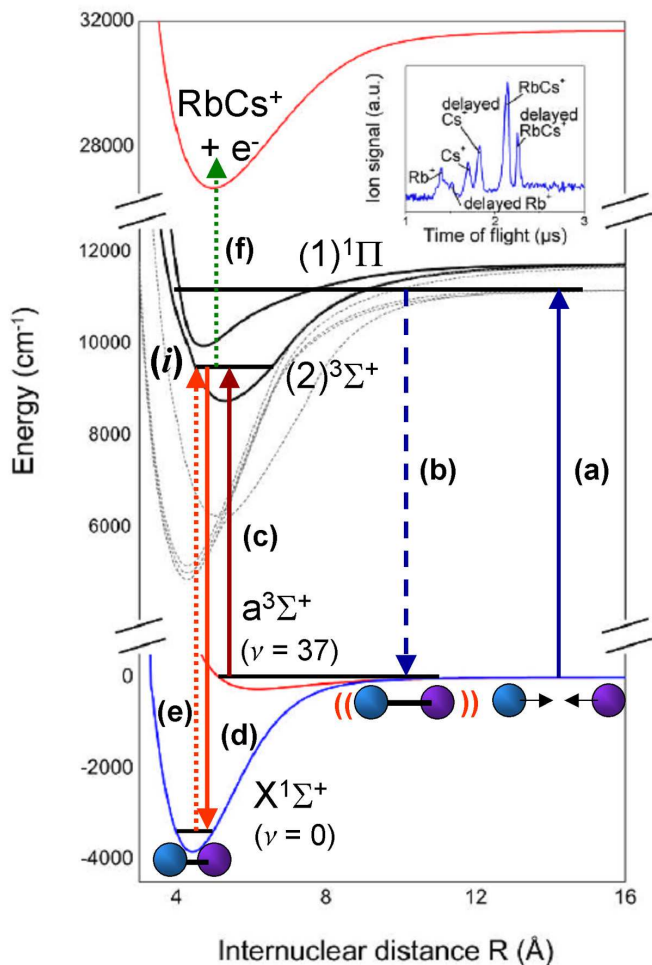 32000
28000
12000
10000
8000
6000
0
-2000
-4000
Energy (cm⁻¹)
4
8
12
16
Internuclear distance R (Å)
RbCs⁺
+ e⁻
(f)
(1)¹Π
(i)
(2)³Σ⁺
(b)
(a)
(c)
a³Σ⁺
(ν = 37)
(( ))
(e)
(d)
X¹Σ⁺
(ν = 0)
Ion signal (a.u.)
RbCs⁺
delayed
Cs⁺
delayed
RbCs⁺
Cs⁺
Rb⁺
delayed Rb⁺
1
2
3
Time of flight (μs)